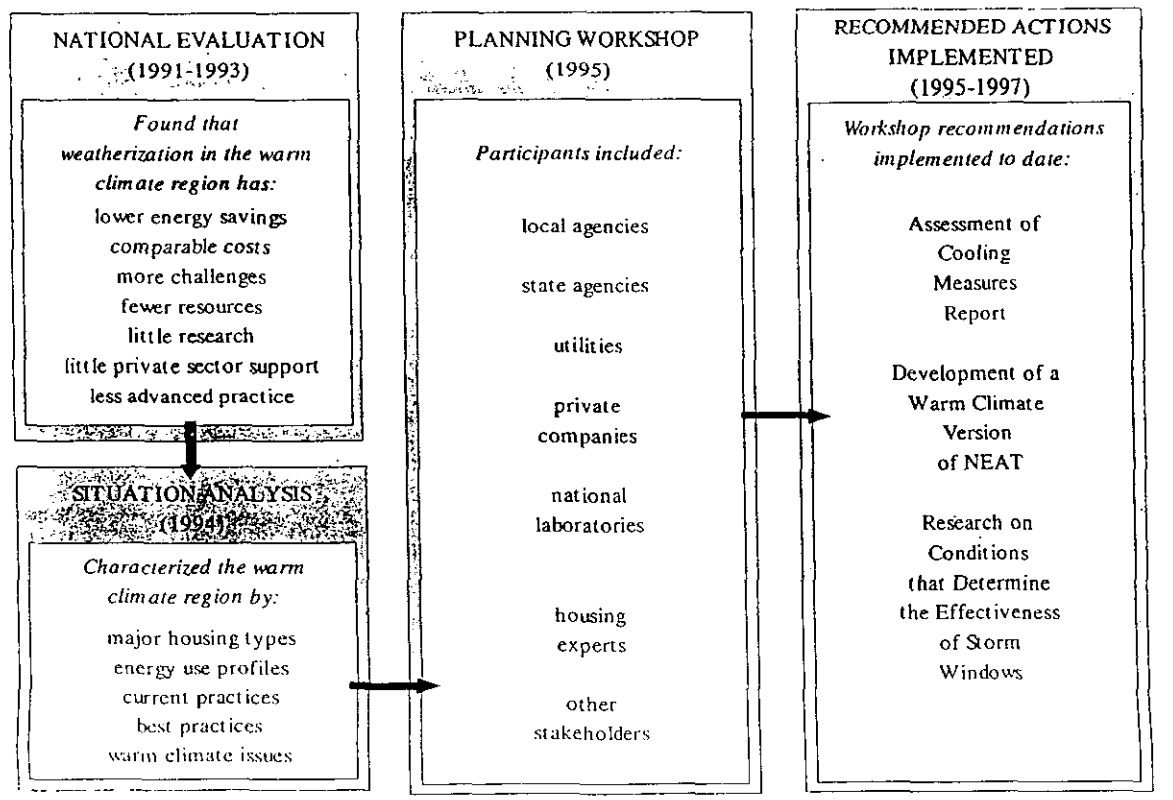 NATIONAL EVALUATION
(1991-1993)
Found that
weatherization in the warm
climate region has:
lower energy savings
comparable costs
more challenges
fewer resources
little research
little private sector support
less advanced practice
SITUATION ANALYSIS
(1994)
Characterized the warm
climate region by:
major housing types
energy use profiles
current practices
best practices
warm climate issues
PLANNING WORKSHOP
(1995)
Participants included:
local agencies
state agencies
utilities
private
companies
national
laboratories
housing
experts
other
stakeholders
RECOMMENDED ACTIONS
IMPLEMENTED
(1995-1997)
Workshop recommendations
implemented to date:
Assessment of
Cooling
Measures
Report
Development of a
Warm Climate
Version
of NEAT
Research on
Conditions
that Determine
the Effectiveness
of Storm
Windows